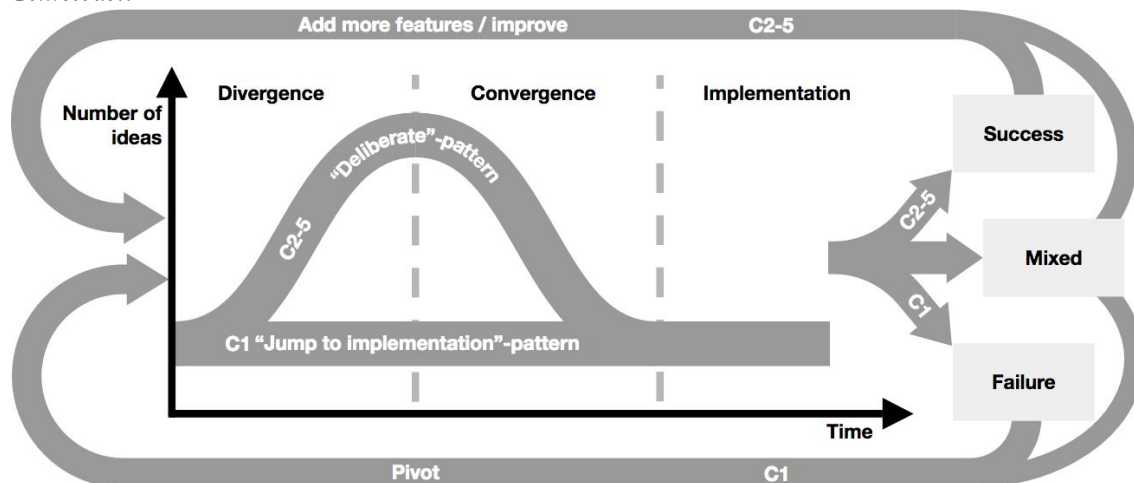 Add more features / improve
C2-5
Number of
ideas
Divergence
Convergence
Implementation
"Deliberate"-pattern
C2-5
C1 "Jump to implementation"-pattern
Success
C2-5
Mixed
C1
Failure
Time
Pivot
C1